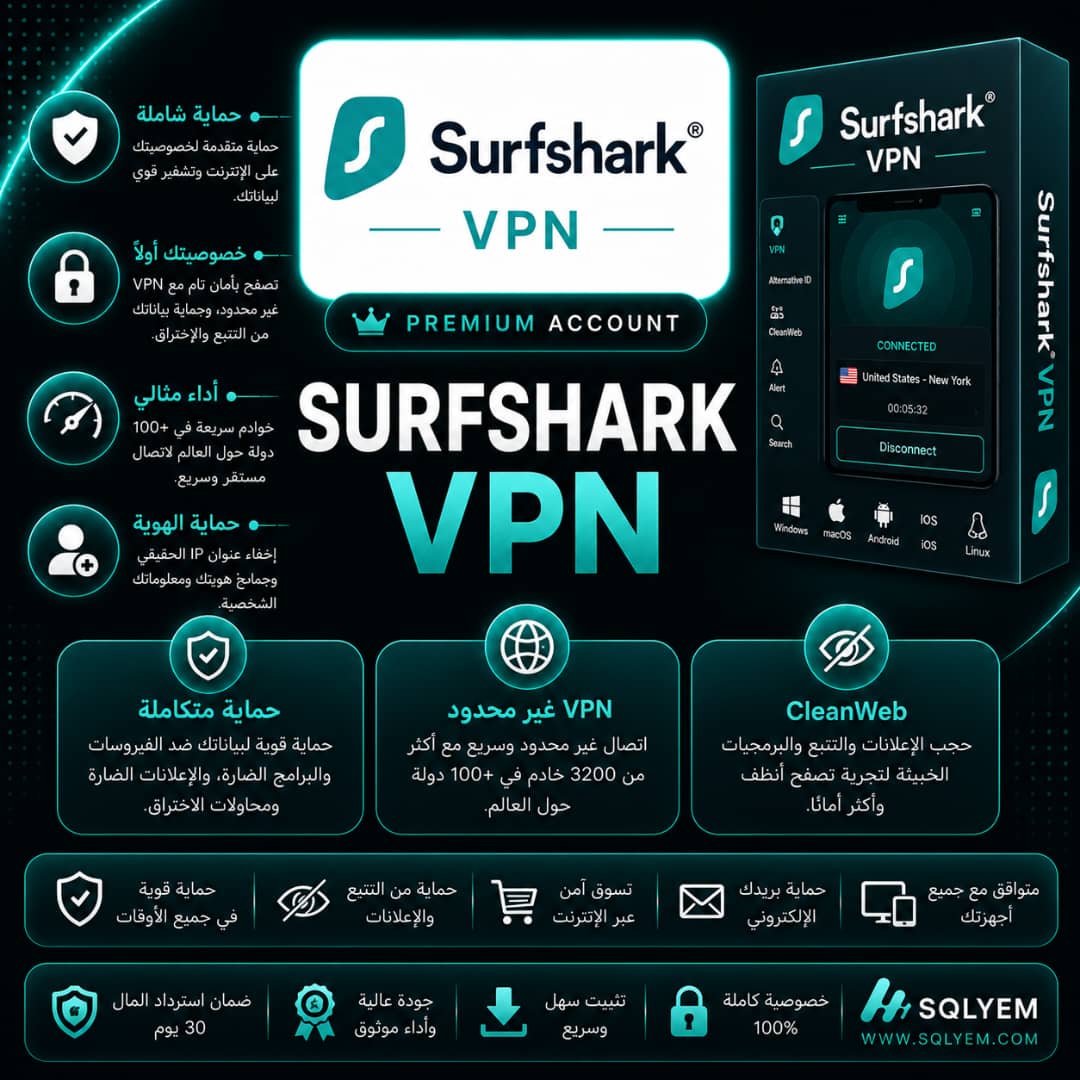 Surfshark®
VPN
PREMIUM ACCOUNT
SURFSHARK
VPN
حماية شاملة
حماية متقدمة لخصوصيتك
على الإنترنت وتشفير قوي
لبياناتك.
خصوصيتك أولاً
تصفح بأمان تام مع VPN
غير محدود، وحماية بياناتك
من التتبع والإختراق.
أداء مثالي
خوادم سريعة في +100
دولة حول العالم لاتصال
مستقر وسريع.
حماية الهوية
إخفاء عنوان IP الحقيقي
هويتك ومعلوماتك
الشخصية.
Surfshark®
VPN
VPN
Alternative ID
CleanWeb
Alert
Search
CONNECTED
United States - New York
00:05:32
Disconnect
Windows
macOS
Android
IOS
iOS
Linux
Surfshark® VPN
CleanWeb
حجب الإعلانات والتتبع والبرمجيات
الخبيثة لتجربة تصفح أنظف
وأكثر أمانًا.
VPN غير محدود
اتصال غير محدود وسريع مع أكثر
من 3200 خادم في +100 دولة
حول العالم.
حماية متكاملة
حماية قوية لبياناتك ضد الفيروسات
والبرامج الضارة، والإعلانات الضارة
ومحاولات الاختراق.
متوافق مع جميع
أجهزتك
حماية بريدك
الإلكتروني
تسوق آمن
عبر الإنترنت
حماية من التتبع
والإعلانات
حماية قوية
في جميع الأوقات
SQLYEM
WWW.SQLYEM.COM
خصوصية كاملة
100%
تثبيت سهل
وسريع
جودة عالية
وأداء موثوق
ضمان استرداد المال
30 يوم